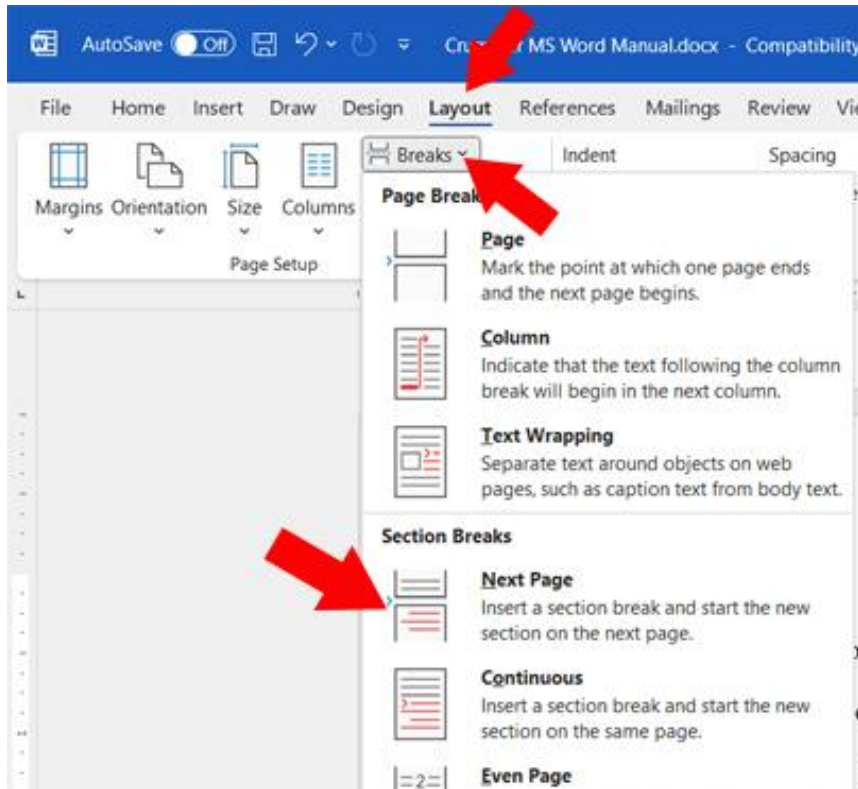 AutoSave Off MS Word Manual.docx - Compatibility
File Home Insert Draw Design Layout References Mailings Review
Breaks Indent Spacing
Margins Orientation Size Columns
Page Setup
Page
Page
Mark the point at which one page ends
and the next page begins.
Column
Indicate that the text following the column
break will begin in the next column.
Text Wrapping
Separate text around objects on web
pages, such as caption text from body text.
Section Breaks
Next Page
Insert a section break and start the new
section on the next page.
Continuous
Insert a section break and start the new
section on the same page.
=2=
Even Page